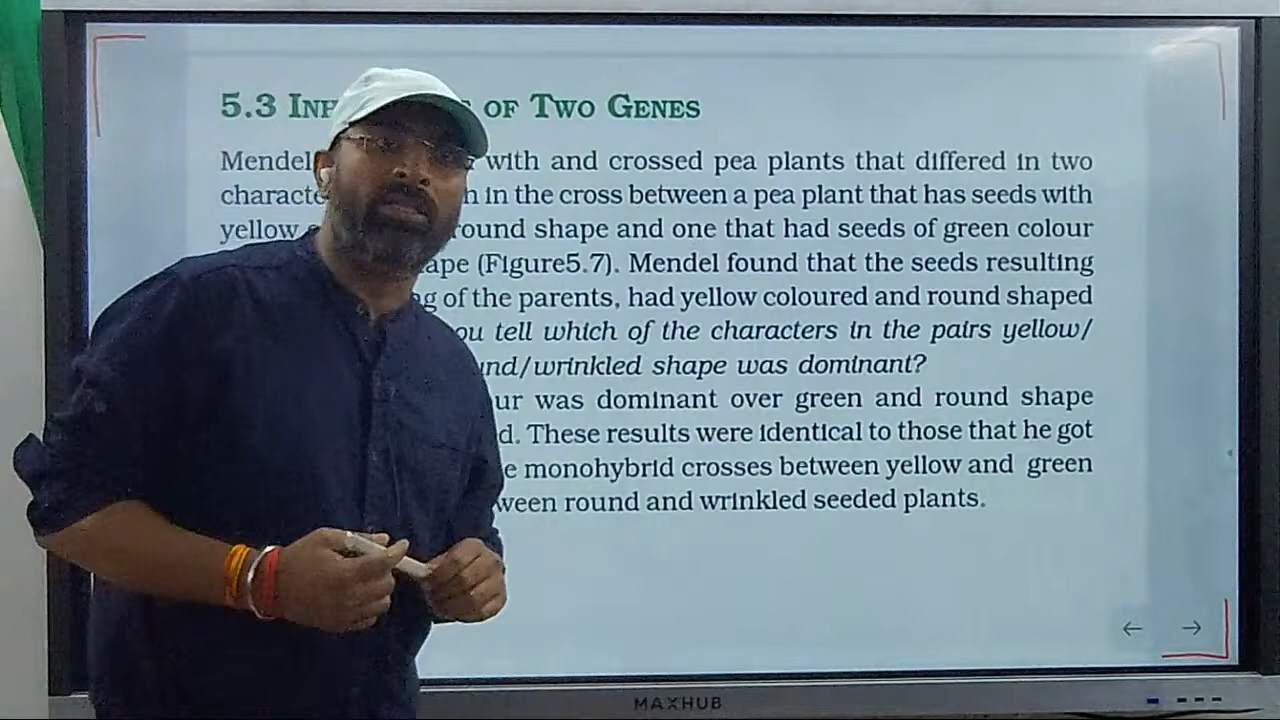 5.3 INH OF TWO GENES
Mendel with and crossed pea plants that differed in two
characte in the cross between a pea plant that has seeds with
yellow round shape and one that had seeds of green colour
ape (Figure5.7). Mendel found that the seeds resulting
g of the parents, had yellow coloured and round shaped
ou tell which of the characters in the pairs yellow/
nd/wrinkled shape was dominant?
ur was dominant over green and round shape
d. These results were identical to those that he got
e monohybrid crosses between yellow and green
ween round and wrinkled seeded plants.
← →
MAXHUB